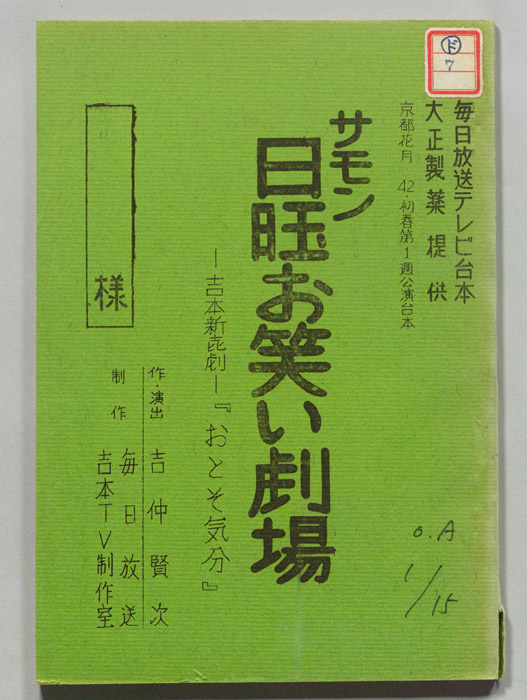 ド
7
毎日放送テレビ台本
大正製薬提供
京都花月 42.初春第1週公演台本
サモン
日曜お笑い劇場
―吉本新喜劇―『おとそ気分』
様
作・演出 吉仲賢次
制作 毎日放送
吉本TV制作室
O.A
1/15